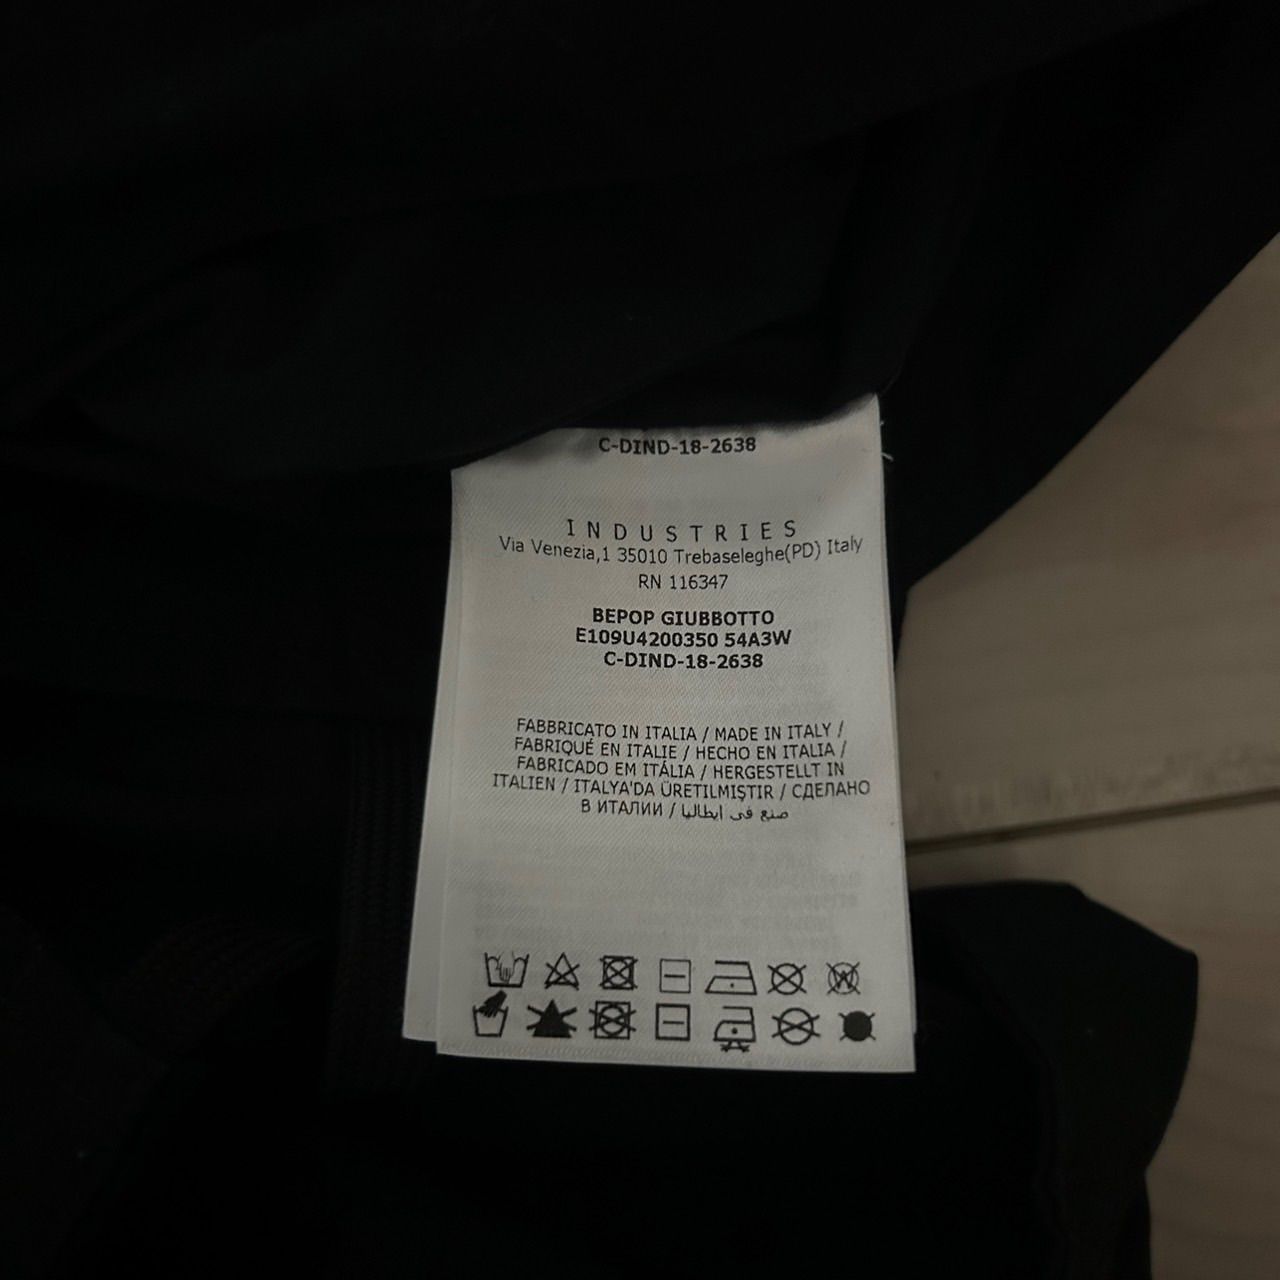 C-DIND-18-2638
INDUSTRIES
Via Venezia,1 35010 Trebaseleghe(PD) Italy
RN 116347
BEPOP GIUBBOTTO
E109U4200350 54A3W
C-DIND-18-2638
FABBRICATO IN ITALIA / MADE IN ITALY /
FABRIQUÉ EN ITALIE / HECHO EN ITALIA /
FABRICADO EM ITÁLIA / HERGESTELLT IN
ITALIEN / ITALYA'DA ÜRETILMIŞTIR / СДЕЛАНО
В ИТАЛИИ / صنع في ايطاليا